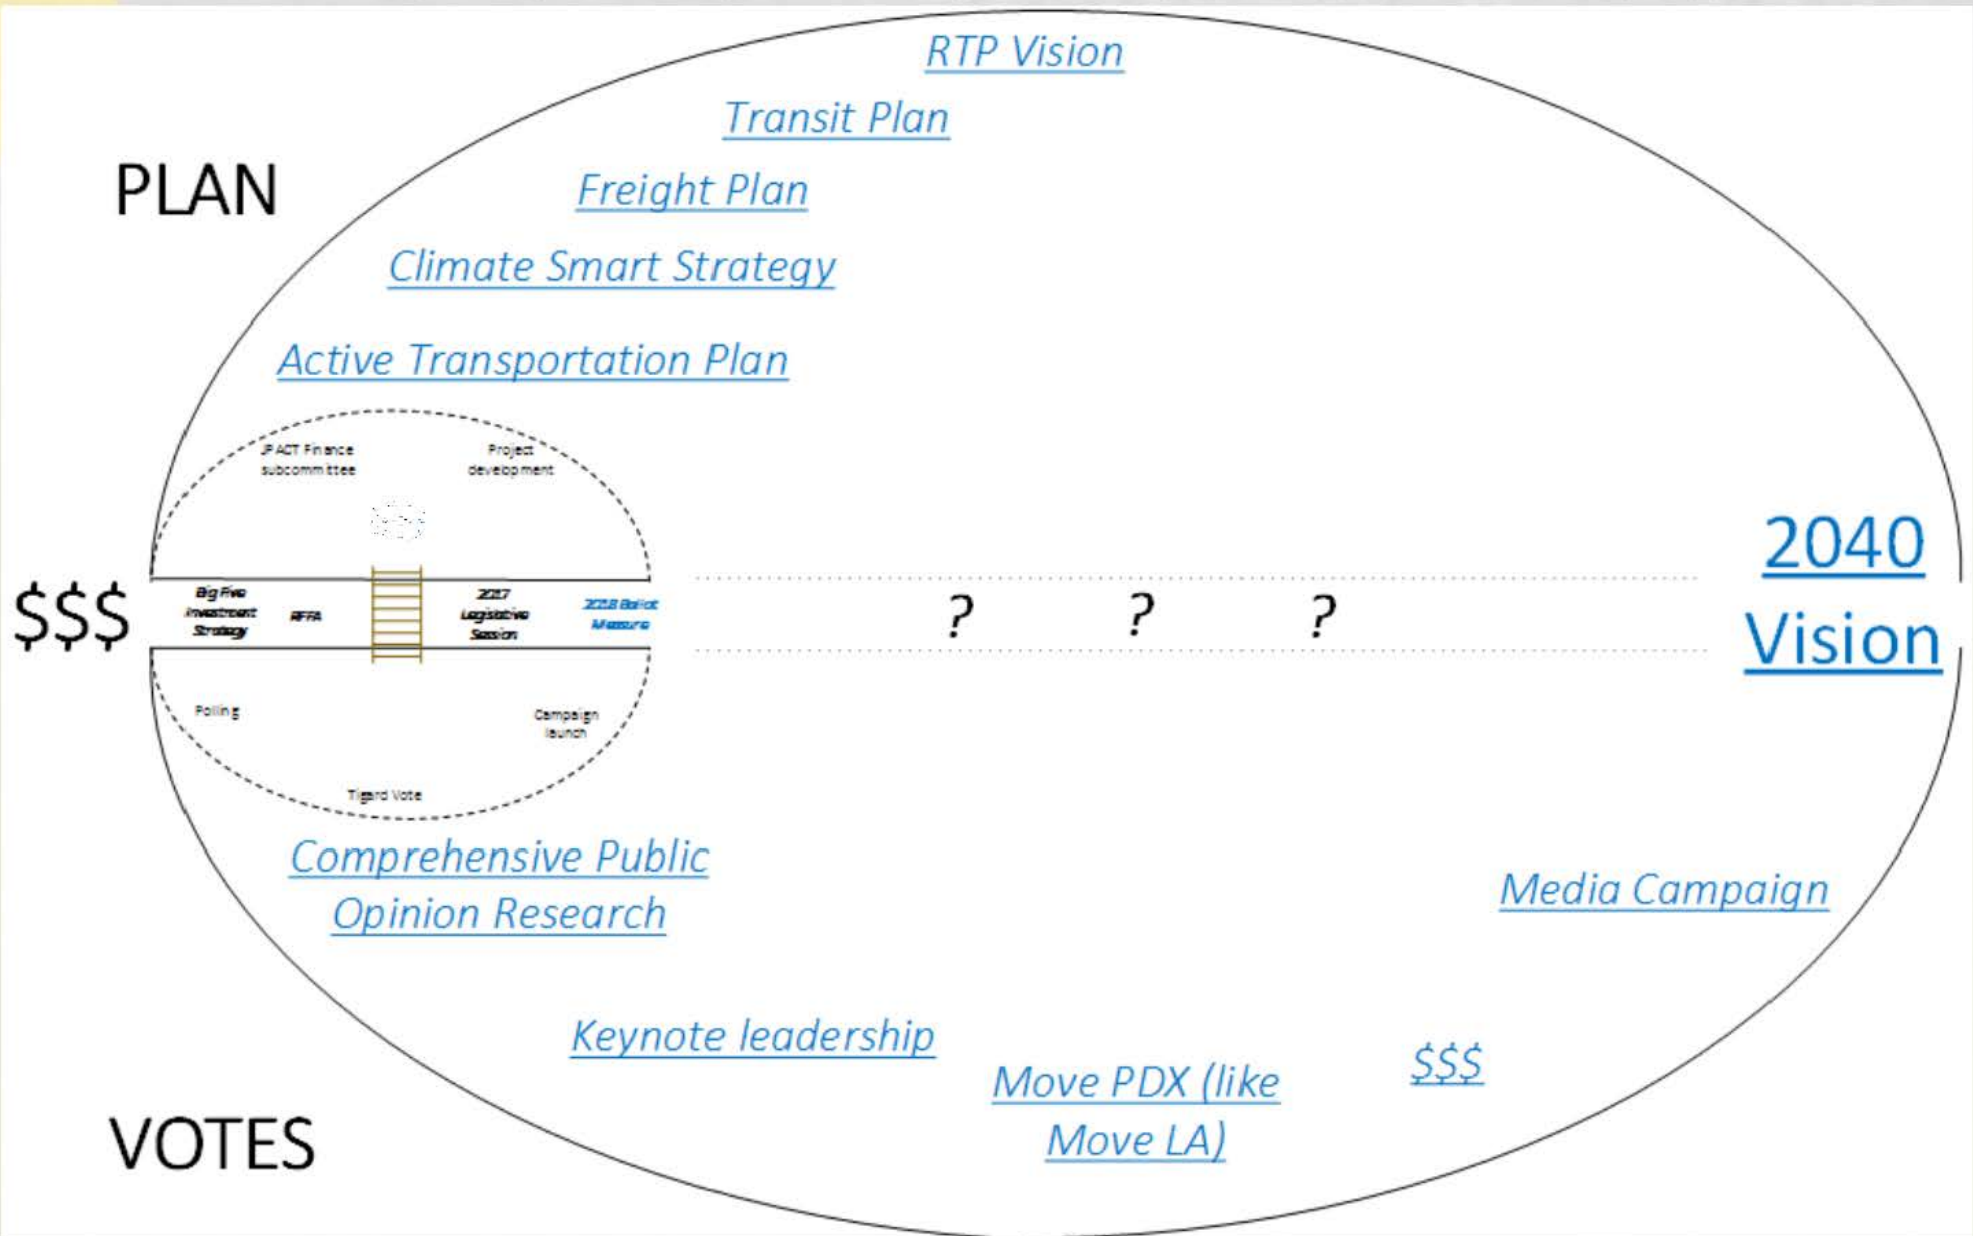 RTP Vision
Transit Plan
PLAN
Freight Plan
Climate Smart Strategy
Active Transportation Plan
JPACT Finance
subcommittee
Project
development
$$$
Big Five
Investment
Strategy
RFFA
2017
Legislative
Session
2018 Ballot
Measure
?
?
?
2040
Vision
Polling
Campaign
launch
Tigard Vote
Comprehensive Public
Opinion Research
Media Campaign
Keynote leadership
Move PDX (like
Move LA)
$$$
VOTES